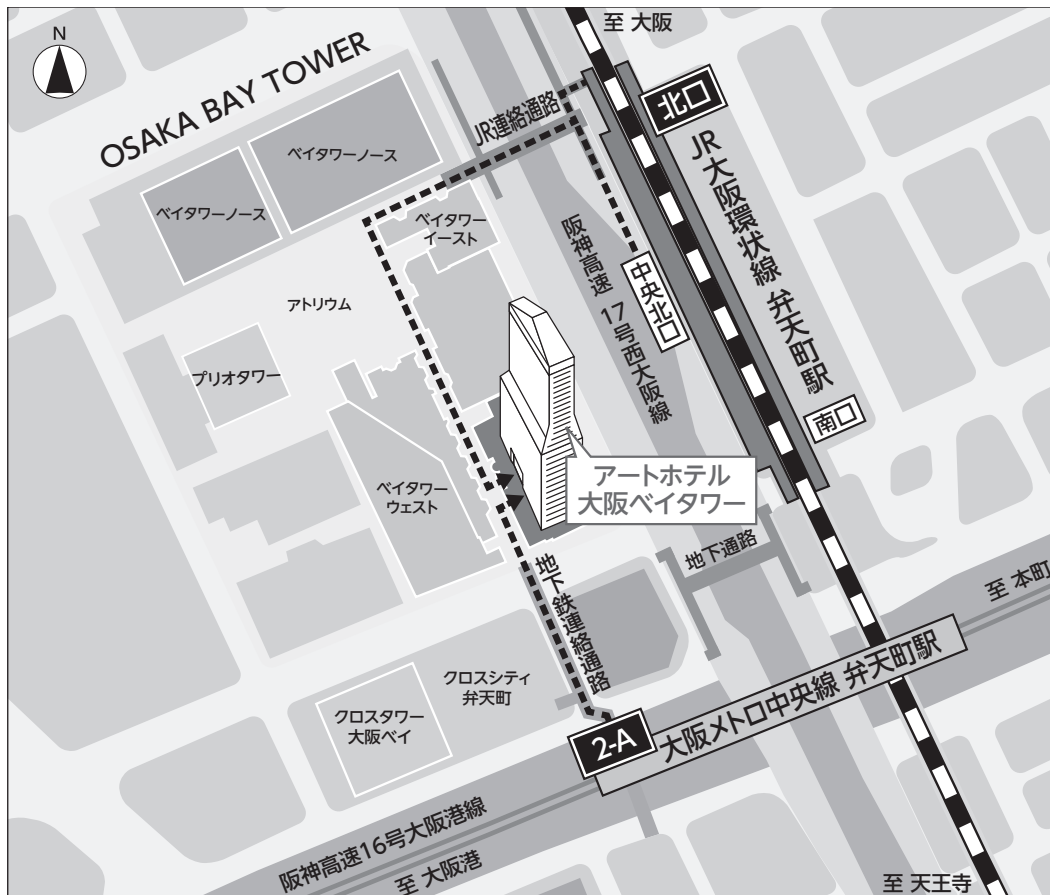 N
至 大阪
OSAKA BAY TOWER
北口
JR連絡通路
ベイタワーノース
ベイタワーノース
JR大阪環状線 弁天町駅
ベイタワー
イースト
阪神高速 17号西大阪線
中央北口
アトリウム
プリオタワー
南口
アートホテル
大阪ベイタワー
ベイタワー
ウェスト
地下通路
地下鉄連絡通路
至 本町
クロスシティ
弁天町
大阪メトロ中央線 弁天町駅
クロスタワー
大阪ベイ
2-A
阪神高速16号大阪港線
至 大阪港
至 天王寺